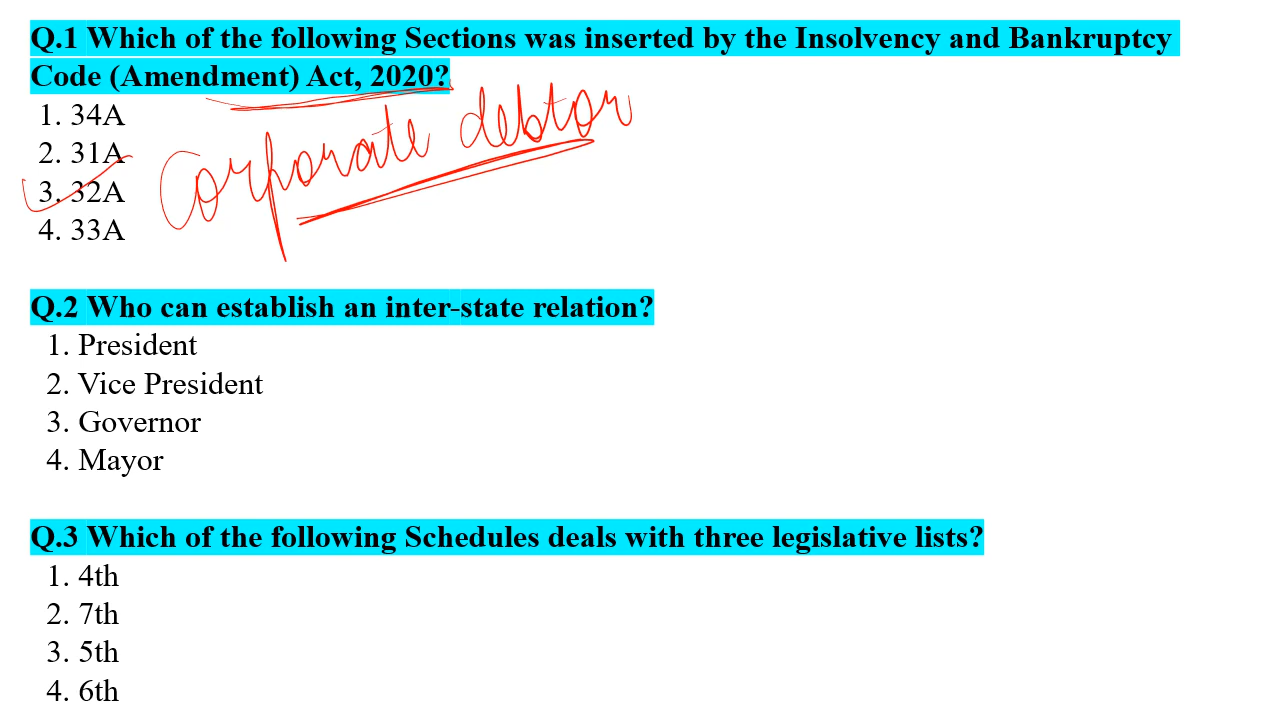 Q.1 Which of the following Sections was inserted by the Insolvency and Bankruptcy
Code (Amendment) Act, 2020?
1. 34A
2. 31A
3. 32A
4. 33A
Corporate debtor
Q.2 Who can establish an inter-state relation?
1. President
2. Vice President
3. Governor
4. Mayor
Q.3 Which of the following Schedules deals with three legislative lists?
1. 4th
2. 7th
3. 5th
4. 6th